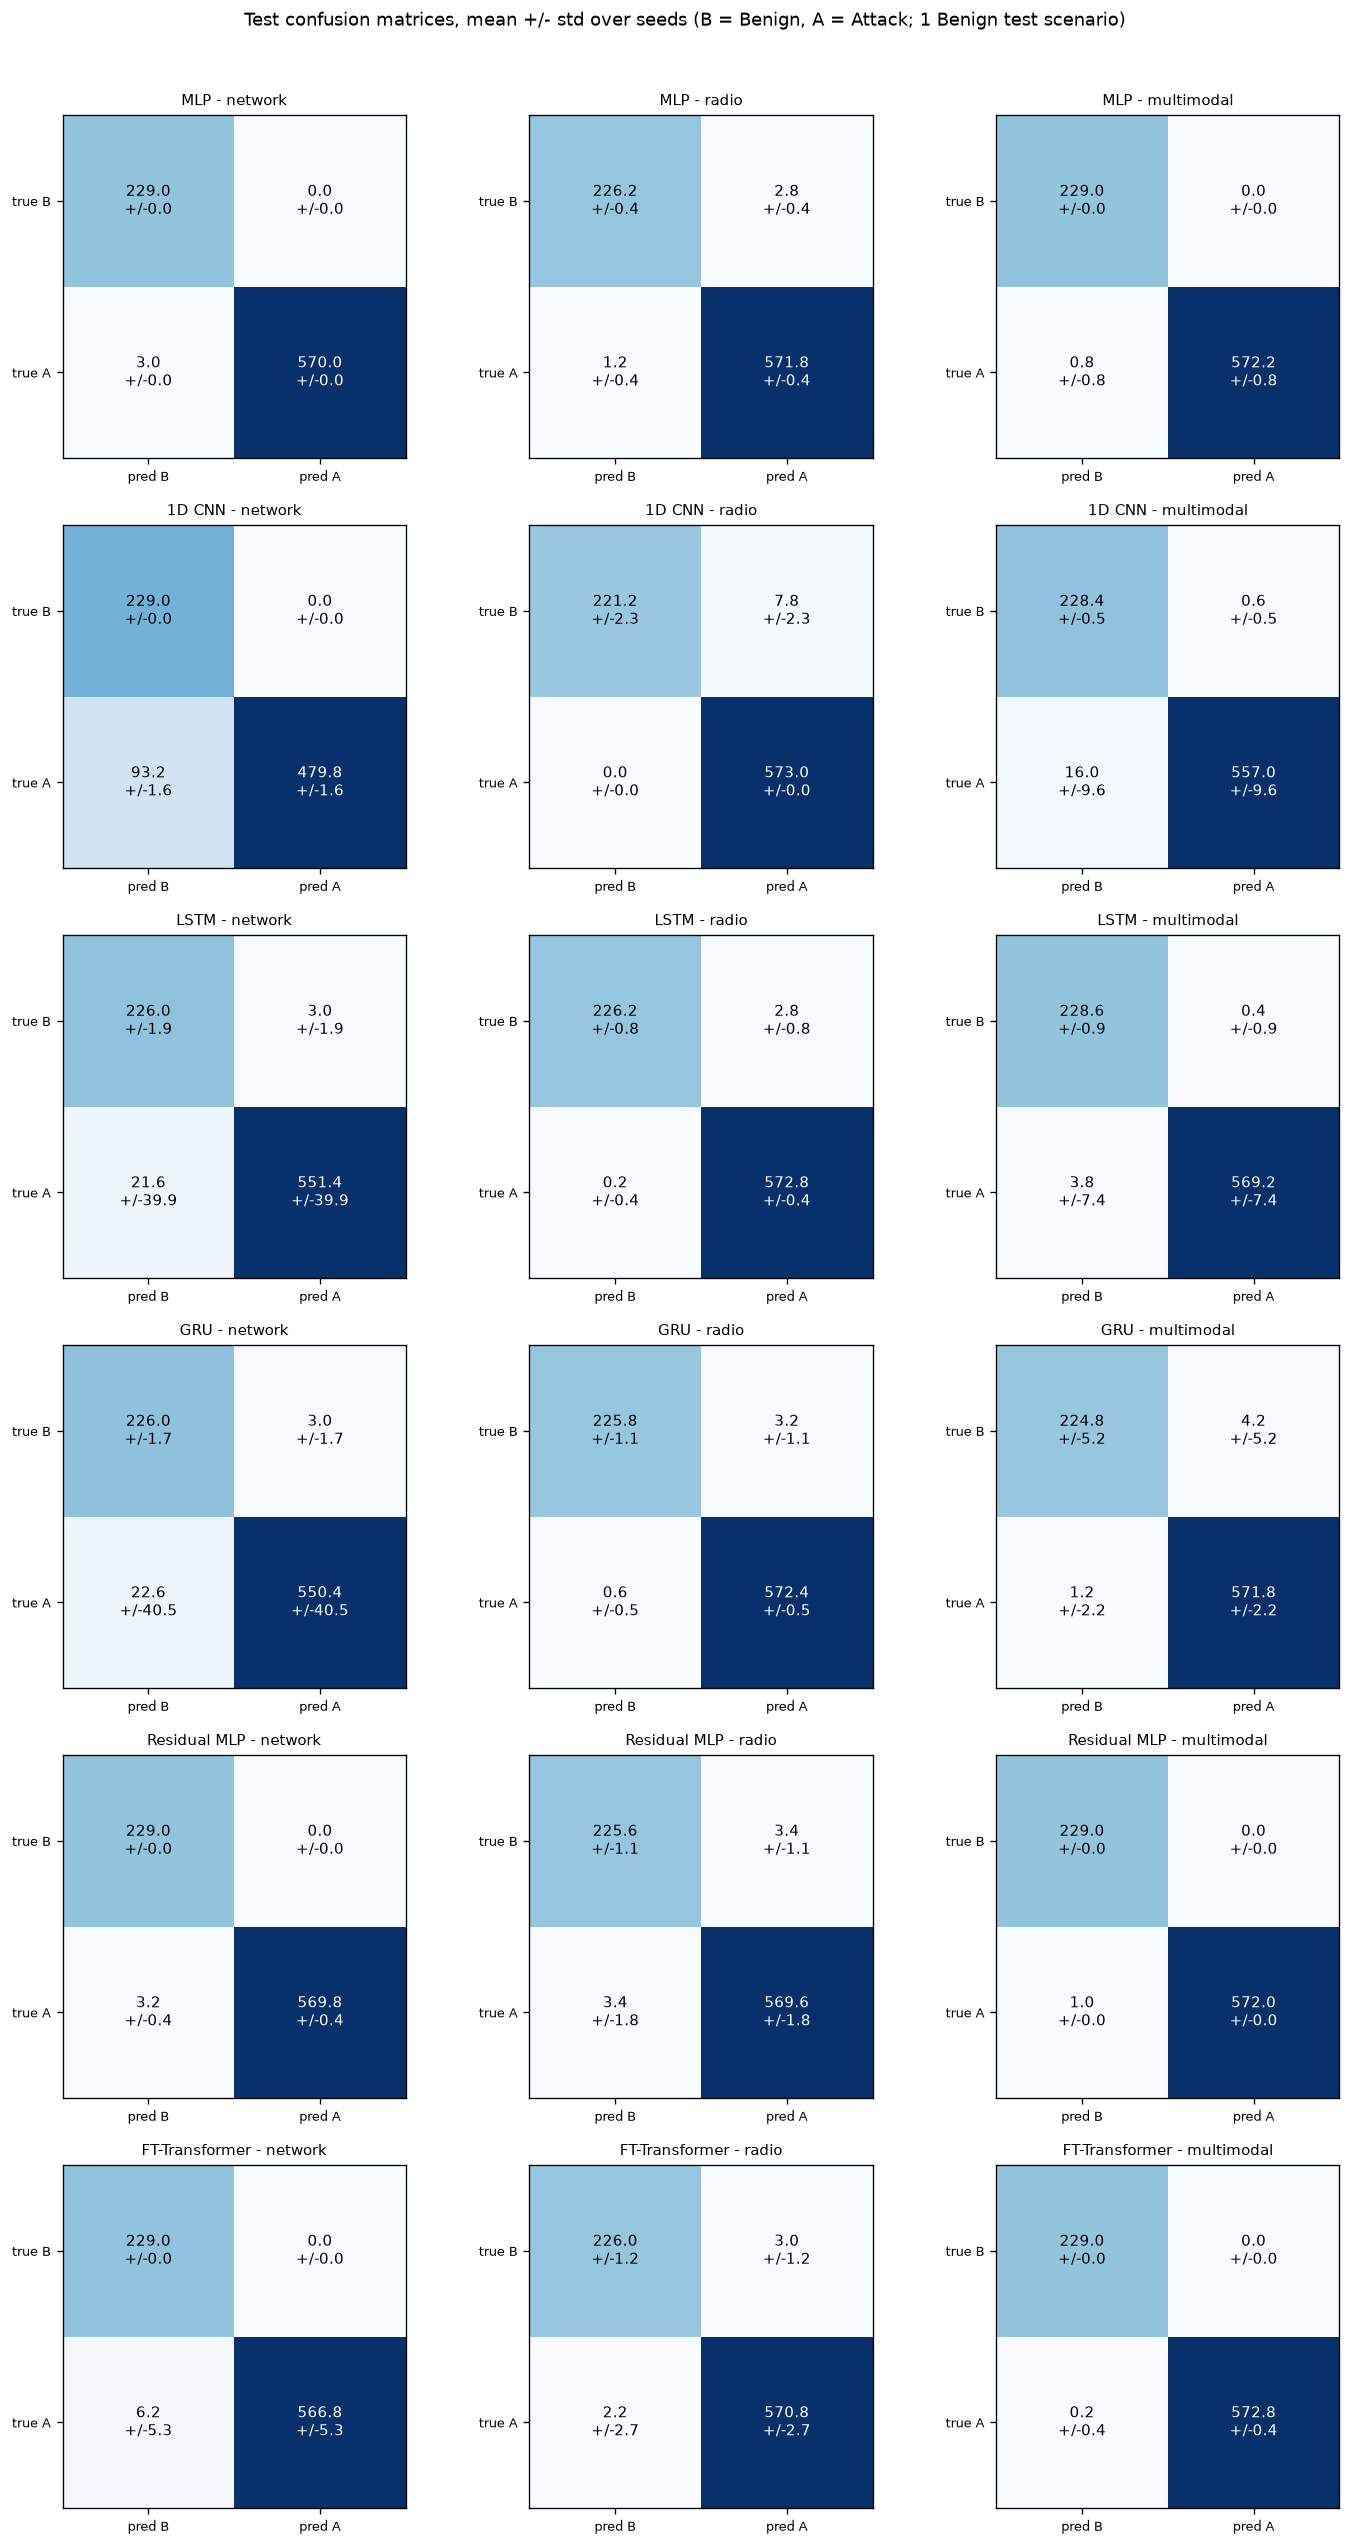 Test confusion matrices, mean +/- std over seeds (B = Benign, A = Attack; 1 Benign test scenario)
MLP - network
true B
229.0
+/-0.0
0.0
+/-0.0
true A
3.0
+/-0.0
570.0
+/-0.0
pred B
pred A
MLP - radio
true B
226.2
+/-0.4
2.8
+/-0.4
true A
1.2
+/-0.4
571.8
+/-0.4
pred B
pred A
MLP - multimodal
true B
229.0
+/-0.0
0.0
+/-0.0
true A
0.8
+/-0.8
572.2
+/-0.8
pred B
pred A
1D CNN - network
true B
229.0
+/-0.0
0.0
+/-0.0
true A
93.2
+/-1.6
479.8
+/-1.6
pred B
pred A
1D CNN - radio
true B
221.2
+/-2.3
7.8
+/-2.3
true A
0.0
+/-0.0
573.0
+/-0.0
pred B
pred A
1D CNN - multimodal
true B
228.4
+/-0.5
0.6
+/-0.5
true A
16.0
+/-9.6
557.0
+/-9.6
pred B
pred A
LSTM - network
true B
226.0
+/-1.9
3.0
+/-1.9
true A
21.6
+/-39.9
551.4
+/-39.9
pred B
pred A
LSTM - radio
true B
226.2
+/-0.8
2.8
+/-0.8
true A
0.2
+/-0.4
572.8
+/-0.4
pred B
pred A
LSTM - multimodal
true B
228.6
+/-0.9
0.4
+/-0.9
true A
3.8
+/-7.4
569.2
+/-7.4
pred B
pred A
GRU - network
true B
226.0
+/-1.7
3.0
+/-1.7
true A
22.6
+/-40.5
550.4
+/-40.5
pred B
pred A
GRU - radio
true B
225.8
+/-1.1
3.2
+/-1.1
true A
0.6
+/-0.5
572.4
+/-0.5
pred B
pred A
GRU - multimodal
true B
224.8
+/-5.2
4.2
+/-5.2
true A
1.2
+/-2.2
571.8
+/-2.2
pred B
pred A
Residual MLP - network
true B
229.0
+/-0.0
0.0
+/-0.0
true A
3.2
+/-0.4
569.8
+/-0.4
pred B
pred A
Residual MLP - radio
true B
225.6
+/-1.1
3.4
+/-1.1
true A
3.4
+/-1.8
569.6
+/-1.8
pred B
pred A
Residual MLP - multimodal
true B
229.0
+/-0.0
0.0
+/-0.0
true A
1.0
+/-0.0
572.0
+/-0.0
pred B
pred A
FT-Transformer - network
true B
229.0
+/-0.0
0.0
+/-0.0
true A
6.2
+/-5.3
566.8
+/-5.3
pred B
pred A
FT-Transformer - radio
true B
226.0
+/-1.2
3.0
+/-1.2
true A
2.2
+/-2.7
570.8
+/-2.7
pred B
pred A
FT-Transformer - multimodal
true B
229.0
+/-0.0
0.0
+/-0.0
true A
0.2
+/-0.4
572.8
+/-0.4
pred B
pred A